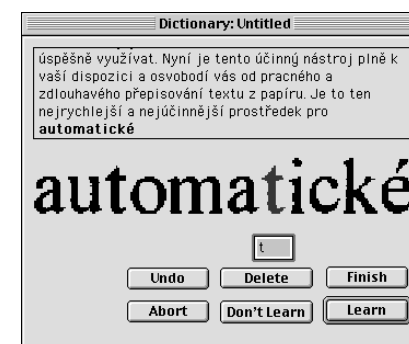 Dictionary: Untitled
úspěšně využívat. Nyní je tento účinný nástroj plně k
vaší dispozici a osvobodí vás od pracného a
zdlouhavého přepisování textu z papíru. Je to ten
nejrychlejší a nejúčinnější prostředek pro
automatické
automatické
t
Undo Delete Finish
Abort Don't Learn Learn